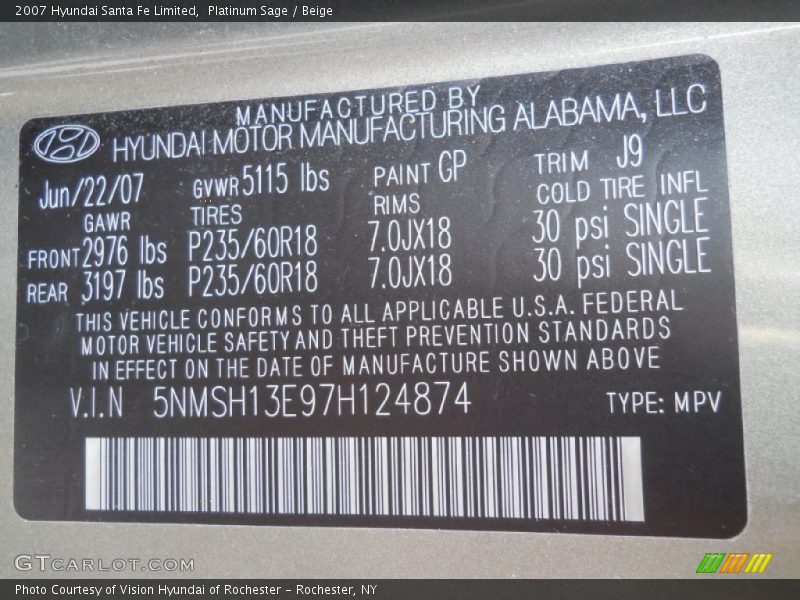 2007 Hyundai Santa Fe Limited,  Platinum Sage / Beige
MANUFACTURED BY
HYUNDAI MOTOR MANUFACTURING ALABAMA, LLC
Jun/22/07 GVWR 5115 lbs PAINT GP TRIM J9
GAWR TIRES RIMS COLD TIRE INFL
FRONT 2976 lbs P235/60R18 7.0JX18 30 psi SINGLE
REAR 3197 lbs P235/60R18 7.0JX18 30 psi SINGLE
THIS VEHICLE CONFORMS TO ALL APPLICABLE U.S.A. FEDERAL
MOTOR VEHICLE SAFETY AND THEFT PREVENTION STANDARDS
IN EFFECT ON THE DATE OF MANUFACTURE SHOWN ABOVE
V.I.N 5NMSH13E97H124874 TYPE: MPV
GTCARLOT.COM
Photo Courtesy of Vision Hyundai of Rochester - Rochester, NY